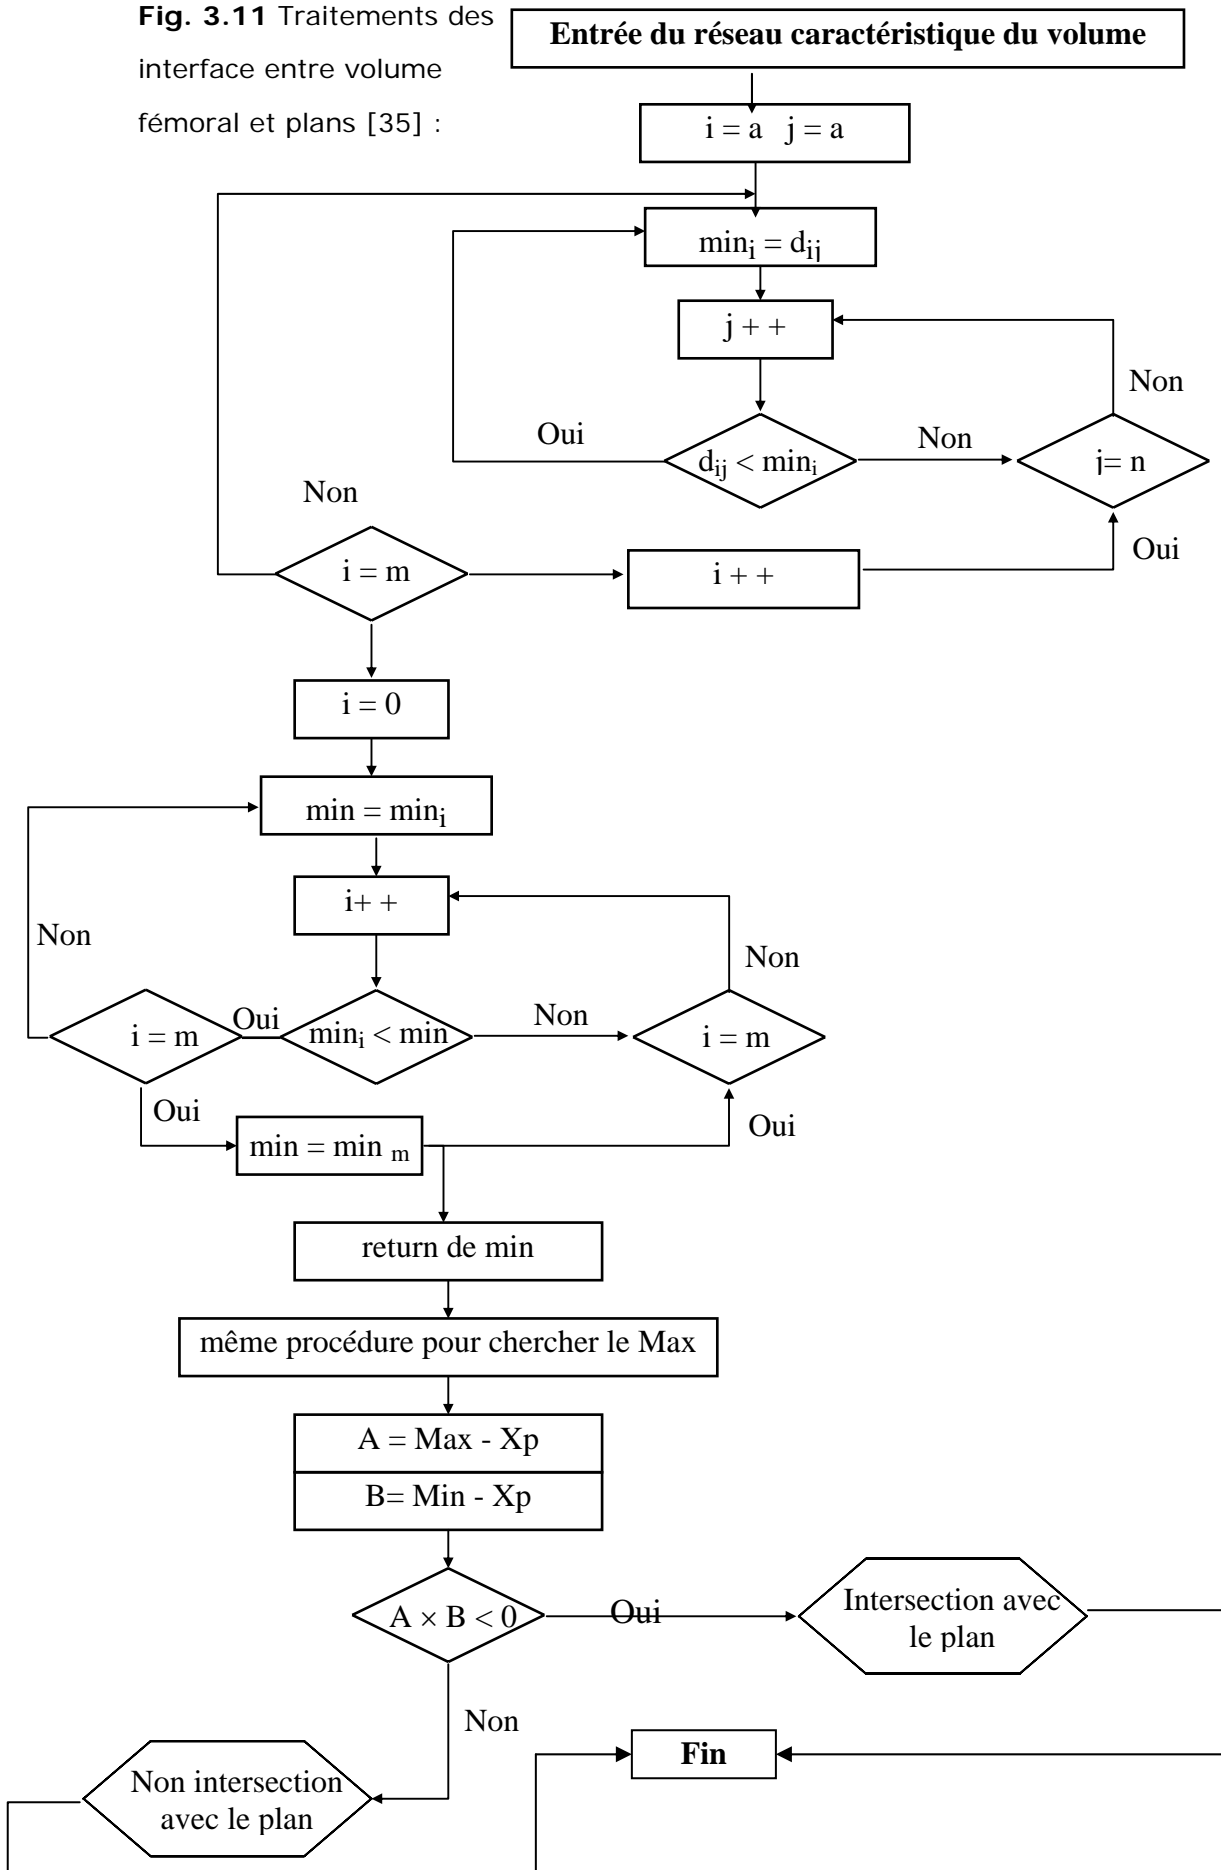 Fig. 3.11 Traitements des
interface entre volume
fémoral et plans [35] :
Entrée du réseau caractéristique du volume
i = a j = a
min_i = d_ij
j + +
Non
Oui
d_ij < min_i
Non
j= n
Non
i = m
i + +
Oui
i = 0
min = min_i
i+ +
Non
Non
i = m
Oui
min_i < min
Non
i = m
Oui
min = min _m
Oui
return de min
même procédure pour chercher le Max
A = Max - Xp
B= Min - Xp
A × B < 0
Oui
Intersection avec
le plan
Non
Fin
Non intersection
avec le plan